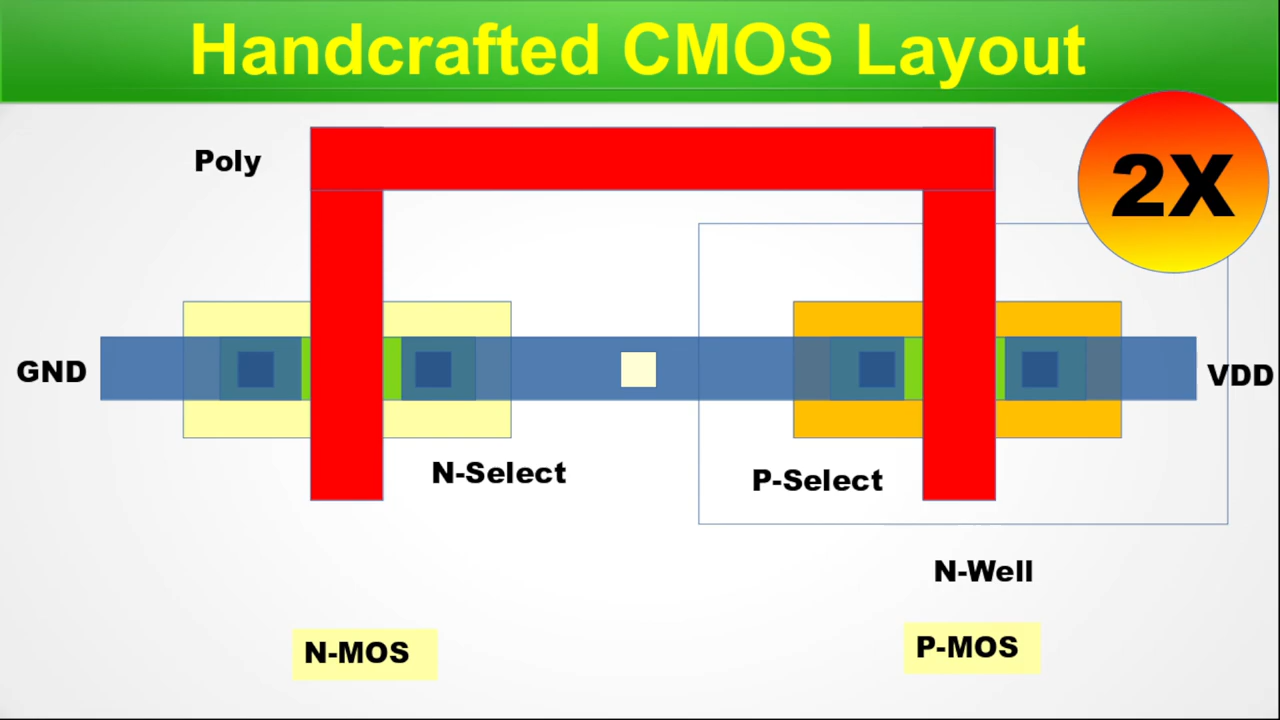 Handcrafted CMOS Layout
Poly
2X
GND
VDD
N-Select
P-Select
N-Well
N-MOS
P-MOS